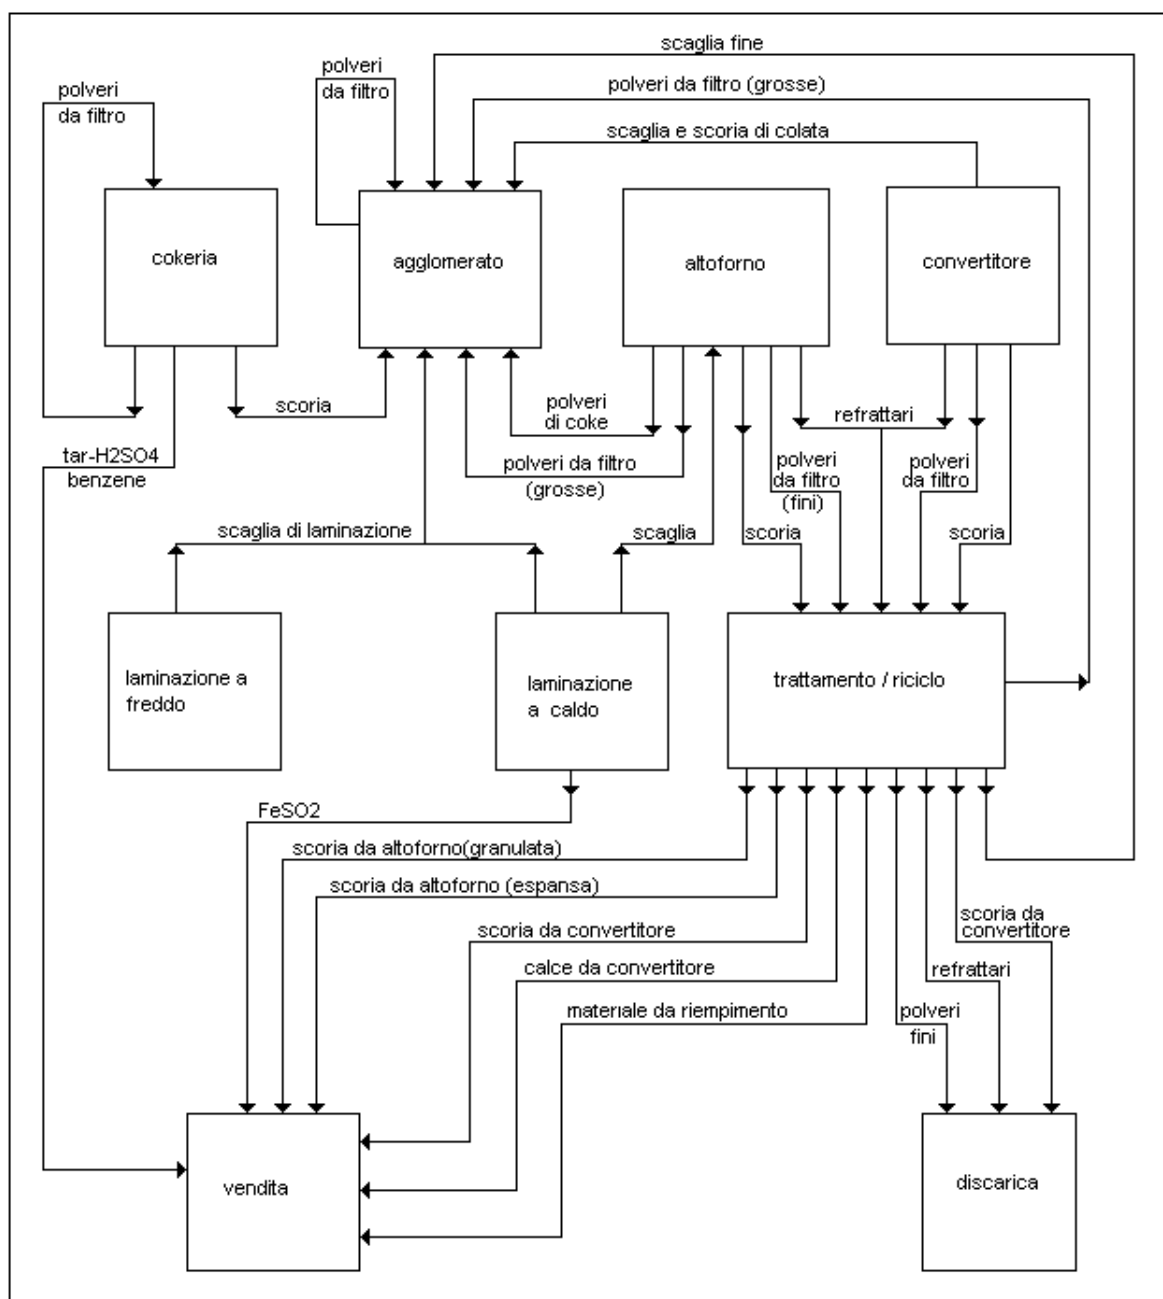 scaglia fine
polveri
da filtro
polveri
da filtro
polveri da filtro (grosse)
scaglia e scoria di colata
cokeria
agglomerato
altoforno
convertitore
scoria
polveri
di coke
refrattari
tar-H2SO4
benzene
polveri da filtro
(grosse)
polveri
da filtro
(fini)
polveri
da filtro
scaglia di laminazione
scaglia
scoria
scoria
laminazione a
freddo
laminazione
a caldo
trattamento / riciclo
FeSO2
scoria da altoforno(granulata)
scoria da altoforno (espansa)
scoria da convertitore
scoria da
convertitore
calce da convertitore
refrattari
materiale da riempimento
polveri
fini
vendita
discarica